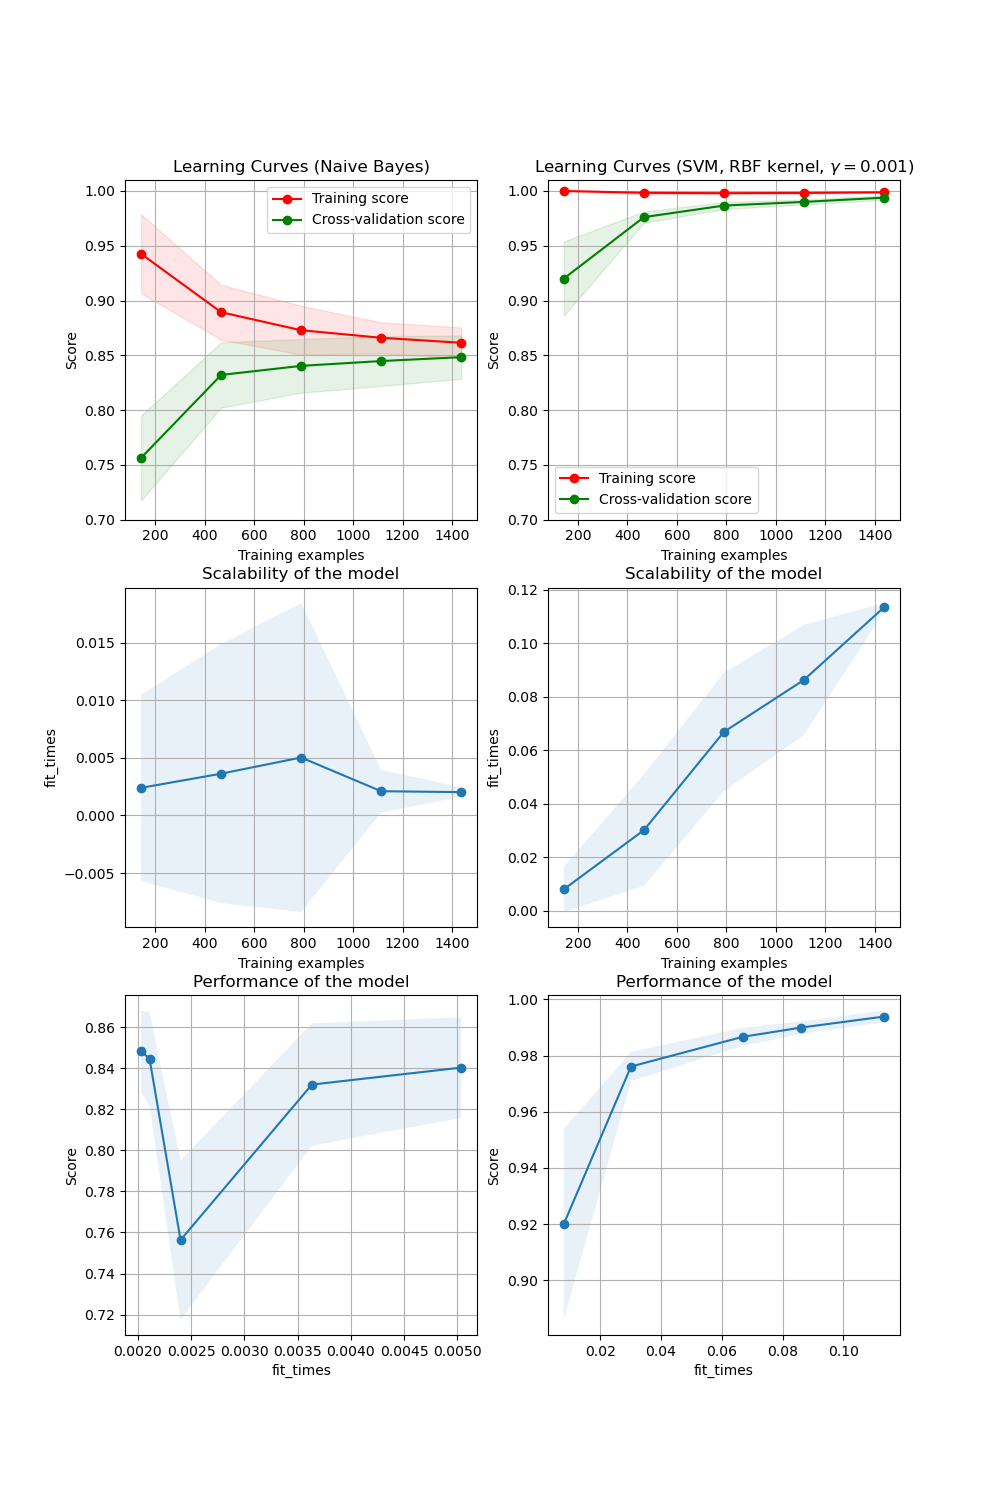 Learning Curves (Naive Bayes)
1.00
0.95
0.90
0.85
0.80
0.75
0.70
Score
Training score
Cross-validation score
200 400 600 800 1000 1200 1400
Training examples
Learning Curves (SVM, RBF kernel, γ = 0.001)
1.00
0.95
0.90
0.85
0.80
0.75
0.70
Score
Training score
Cross-validation score
200 400 600 800 1000 1200 1400
Training examples
Scalability of the model
0.015
0.010
0.005
0.000
−0.005
fit_times
200 400 600 800 1000 1200 1400
Training examples
Scalability of the model
0.12
0.10
0.08
0.06
0.04
0.02
0.00
fit_times
200 400 600 800 1000 1200 1400
Training examples
Performance of the model
0.86
0.84
0.82
0.80
0.78
0.76
0.74
0.72
Score
0.0020 0.0025 0.0030 0.0035 0.0040 0.0045 0.0050
fit_times
Performance of the model
1.00
0.98
0.96
0.94
0.92
0.90
Score
0.02 0.04 0.06 0.08 0.10
fit_times